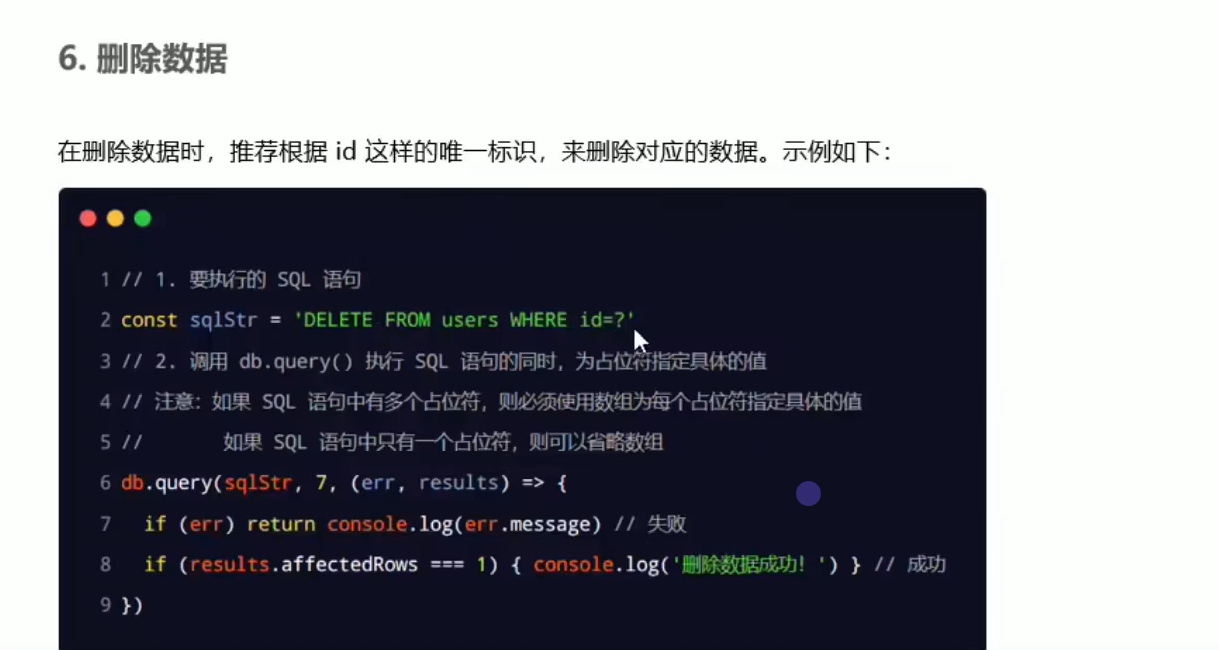 6. 删除数据
在删除数据时，推荐根据 id 这样的唯一标识，来删除对应的数据。示例如下：
1 // 1. 要执行的 SQL 语句
2 const sqlStr = 'DELETE FROM users WHERE id=?'
3 // 2. 调用 db.query() 执行 SQL 语句的同时，为占位符指定具体的值
4 // 注意：如果 SQL 语句中有多个占位符，则必须使用数组为每个占位符指定具体的值
5 //       如果 SQL 语句中只有一个占位符，则可以省略数组
6 db.query(sqlStr, 7, (err, results) => {
7   if (err) return console.log(err.message) // 失败
8   if (results.affectedRows === 1) { console.log('删除数据成功！') } // 成功
9 })